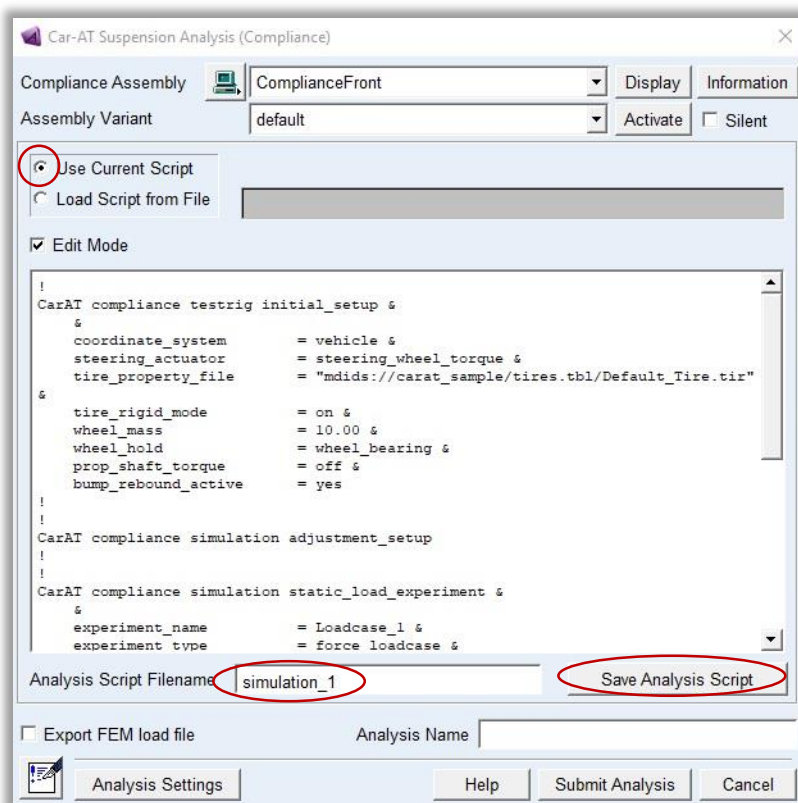 Car-AT Suspension Analysis (Compliance)
Compliance Assembly ComplianceFront Display Information
Assembly Variant default Activate Silent
Use Current Script
Load Script from File
Edit Mode
!
CarAT compliance testrig initial_setup &
&
coordinate_system = vehicle &
steering_actuator = steering_wheel_torque &
tire_property_file = "mdids://carat_sample/tires.tbl/Default_Tire.tir"
&
tire_rigid_mode = on &
wheel_mass = 10.00 &
wheel_hold = wheel_bearing &
prop_shaft_torque = off &
bump_rebound_active = yes
!
!
CarAT compliance simulation adjustment_setup
!
!
CarAT compliance simulation static_load_experiment &
&
experiment_name = Loadcase_1 &
experiment_type = force_loadcase &
Analysis Script Filename simulation_1 Save Analysis Script
Export FEM load file Analysis Name
Analysis Settings Help Submit Analysis Cancel